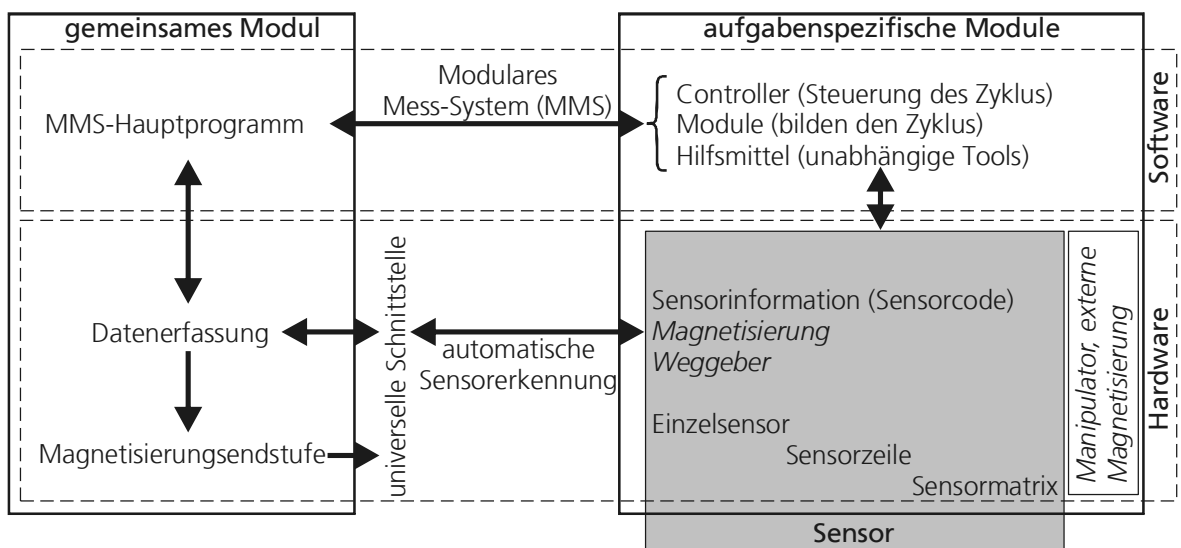 gemeinsames Modul
aufgabenspezifische Module
Modulares
Mess-System (MMS)
MMS-Hauptprogramm
Controller (Steuerung des Zyklus)
Module (bilden den Zyklus)
Hilfsmittel (unabhängige Tools)
Software
Datenerfassung
Magnetisierungsendstufe
universelle Schnittstelle
automatische
Sensorerkennung
Sensorinformation (Sensorcode)
Magnetisierung
Weggeber
Einzelsensor
Sensorzeile
Sensormatrix
Manipulator, externe
Magnetisierung
Hardware
Sensor